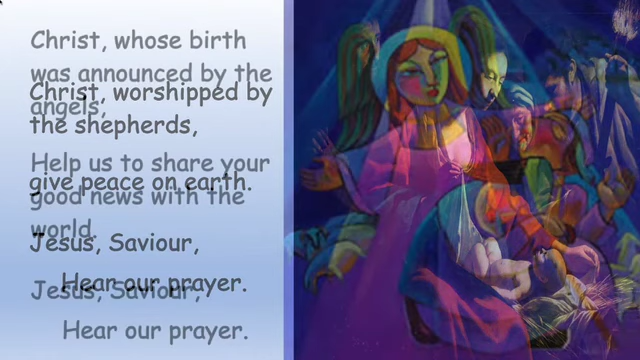 Christ, whose birth
was announced by the
angels,
Help us to share your
good news with the
world.
Jesus, Saviour,
Hear our prayer.
Christ, worshipped by
the shepherds,
give peace on earth.
Jesus, Saviour,
Hear our prayer.